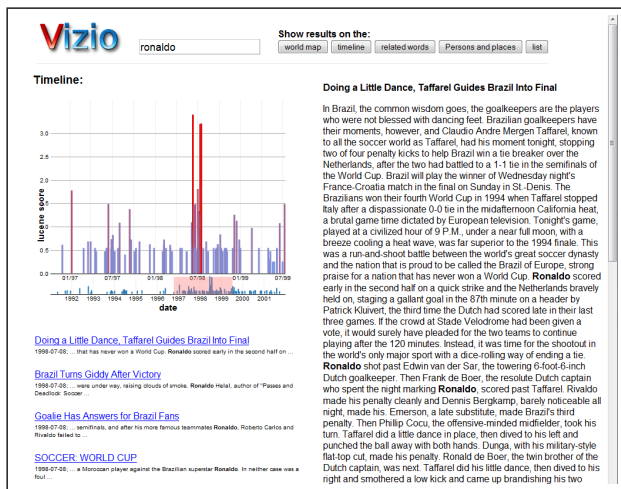 Vizio
ronaldo
Show results on the:
world map timeline related words Persons and places list
Timeline:
3.0
2.5
2.0
1.5
1.0
0.5
0.0
lucene score
01/97 07/97 01/98 07/98 01/99 07/99
1992 1993 1994 1995 1996 1997 1998 1999 2000 2001
date
Doing a Little Dance, Taffarel Guides Brazil Into Final
1998-07-08; ... that has never won a World Cup. Ronaldo scored early in the second half on ...
Brazil Turns Giddy After Victory
1998-07-08; ... were under way, raising clouds of smoke. Ronaldo Helal, author of "Passes and
Deadlock: Soccer ...
Goalie Has Answers for Brazil Fans
1998-07-08; ... semifinals, and after his more famous teammates Ronaldo, Roberto Carlos and
Rivaldo failed to ...
SOCCER: WORLD CUP
1998-07-08; ... a Moroccan player against the Brazilian superstar Ronaldo. In neither case was a
foul ...
Doing a Little Dance, Taffarel Guides Brazil Into Final
In Brazil, the common wisdom goes, the goalkeepers are the players
who were not blessed with dancing feet. Brazilian goalkeepers have
their moments, however, and Claudio Andre Mergen Taffarel, known
to all the soccer world as Taffarel, had his moment tonight, stopping
two of four penalty kicks to help Brazil win a tie breaker over the
Netherlands, after the two had battled to a 1-1 tie in the semifinals of
the World Cup. Brazil will play the winner of Wednesday night's
France-Croatia match in the final on Sunday in St.-Denis. The
Brazilians won their fourth World Cup in 1994 when Taffarel stopped
Italy after a dispassionate 0-0 tie in the midafternoon California heat,
a brutal game time dictated by European television. Tonight's game,
played at a civilized hour of 9 P.M., under a near full moon, with a
breeze cooling a heat wave, was far superior to the 1994 finale. This
was a run-and-shoot battle between the world's great soccer dynasty
and the nation that is proud to be called the Brazil of Europe, strong
praise for a nation that has never won a World Cup. Ronaldo scored
early in the second half on a quick strike and the Netherlands bravely
held on, staging a gallant goal in the 87th minute on a header by
Patrick Kluivert, the third time the Dutch had scored late in their last
three games. If the crowd at Stade Velodrome had been given a
vote, it would surely have pleaded for the two teams to continue
playing after the 120 minutes. Instead, it was time for the shootout in
the world's only major sport with a dice-rolling way of ending a tie.
Ronaldo shot past Edwin van der Sar, the towering 6-foot-6-inch
Dutch goalkeeper. Then Frank de Boer, the resolute Dutch captain
who spent the night marking Ronaldo, scored past Taffarel. Rivaldo
made his penalty cleanly and Dennis Bergkamp, barely noticeable all
night, made his. Emerson, a late substitute, made Brazil's third
penalty. Then Phillip Cocu, the offensive-minded midfielder, took his
turn. Taffarel did a little dance in place, then dived to his left and
punched the ball away with both hands. Dunga, with his military-style
flat-top cut, made his penalty. Ronald de Boer, the twin brother of the
Dutch captain, was next. Taffarel did his little dance, then dived to his
right and smothered a low kick and came up brandishing his two